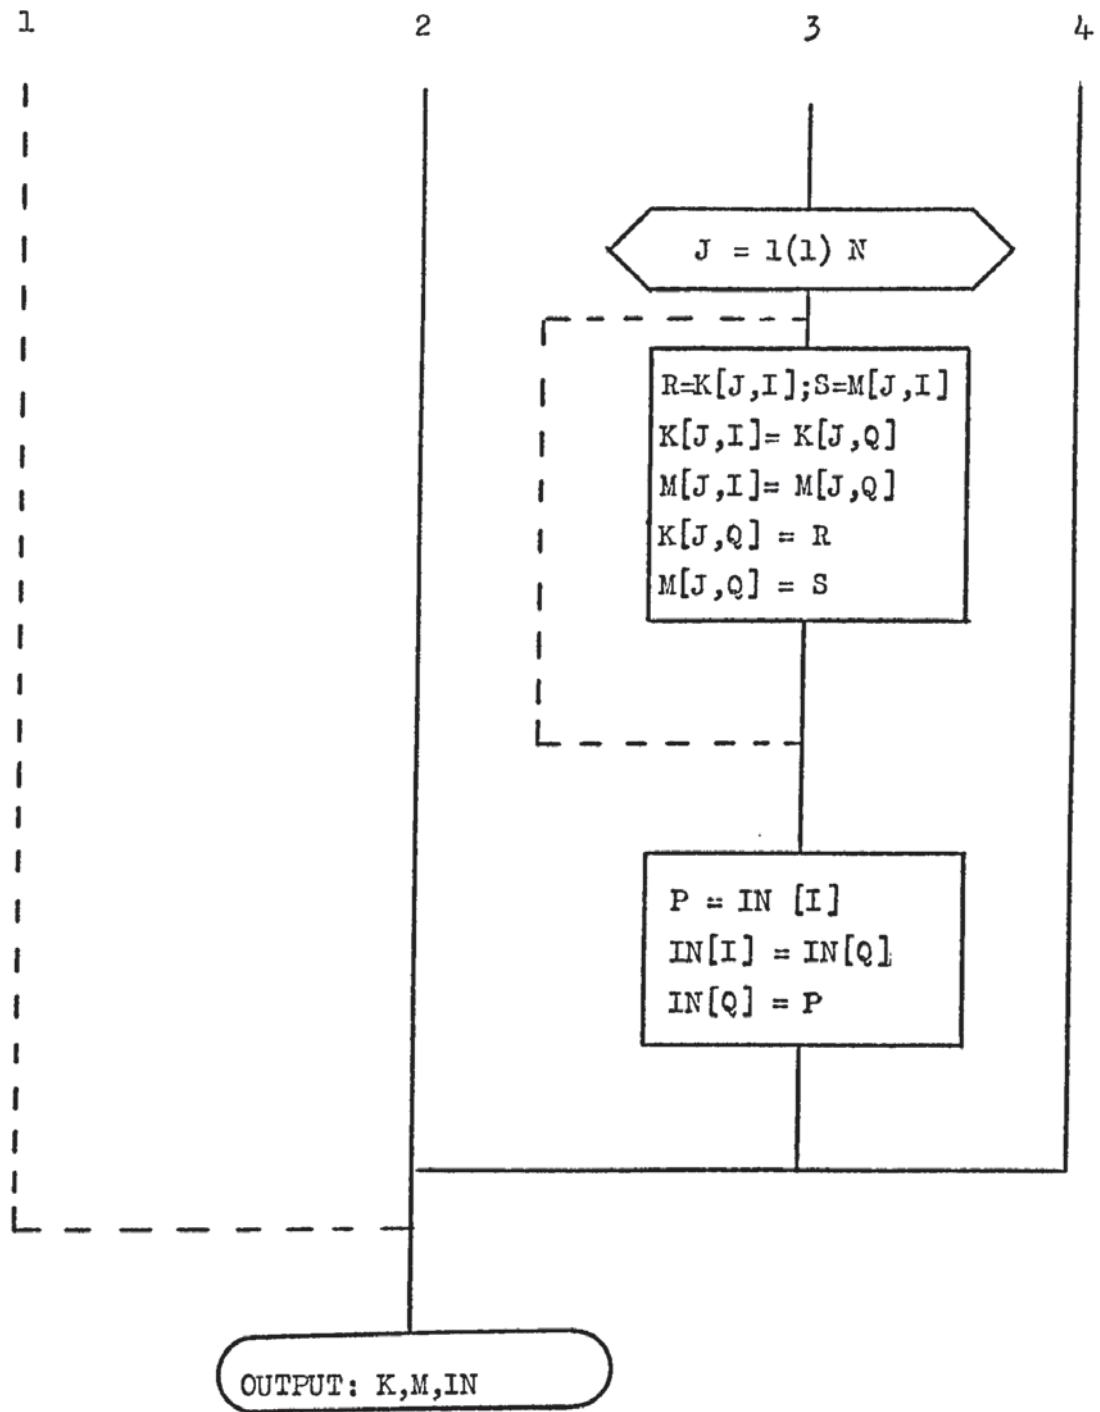 1 2 3 4
J = 1(1) N
R=K[J,I];S=M[J,I]
K[J,I]= K[J,Q]
M[J,I]= M[J,Q]
K[J,Q] = R
M[J,Q] = S
P = IN [I]
IN[I] = IN[Q]
IN[Q] = P
OUTPUT: K,M,IN